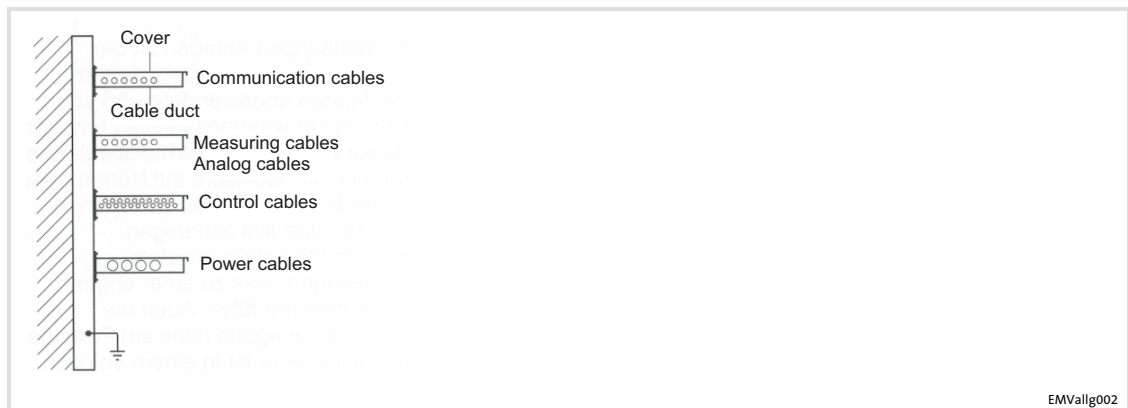 Cover
Communication cables
Cable duct
Measuring cables
Analog cables
Control cables
Power cables
EMVallg002